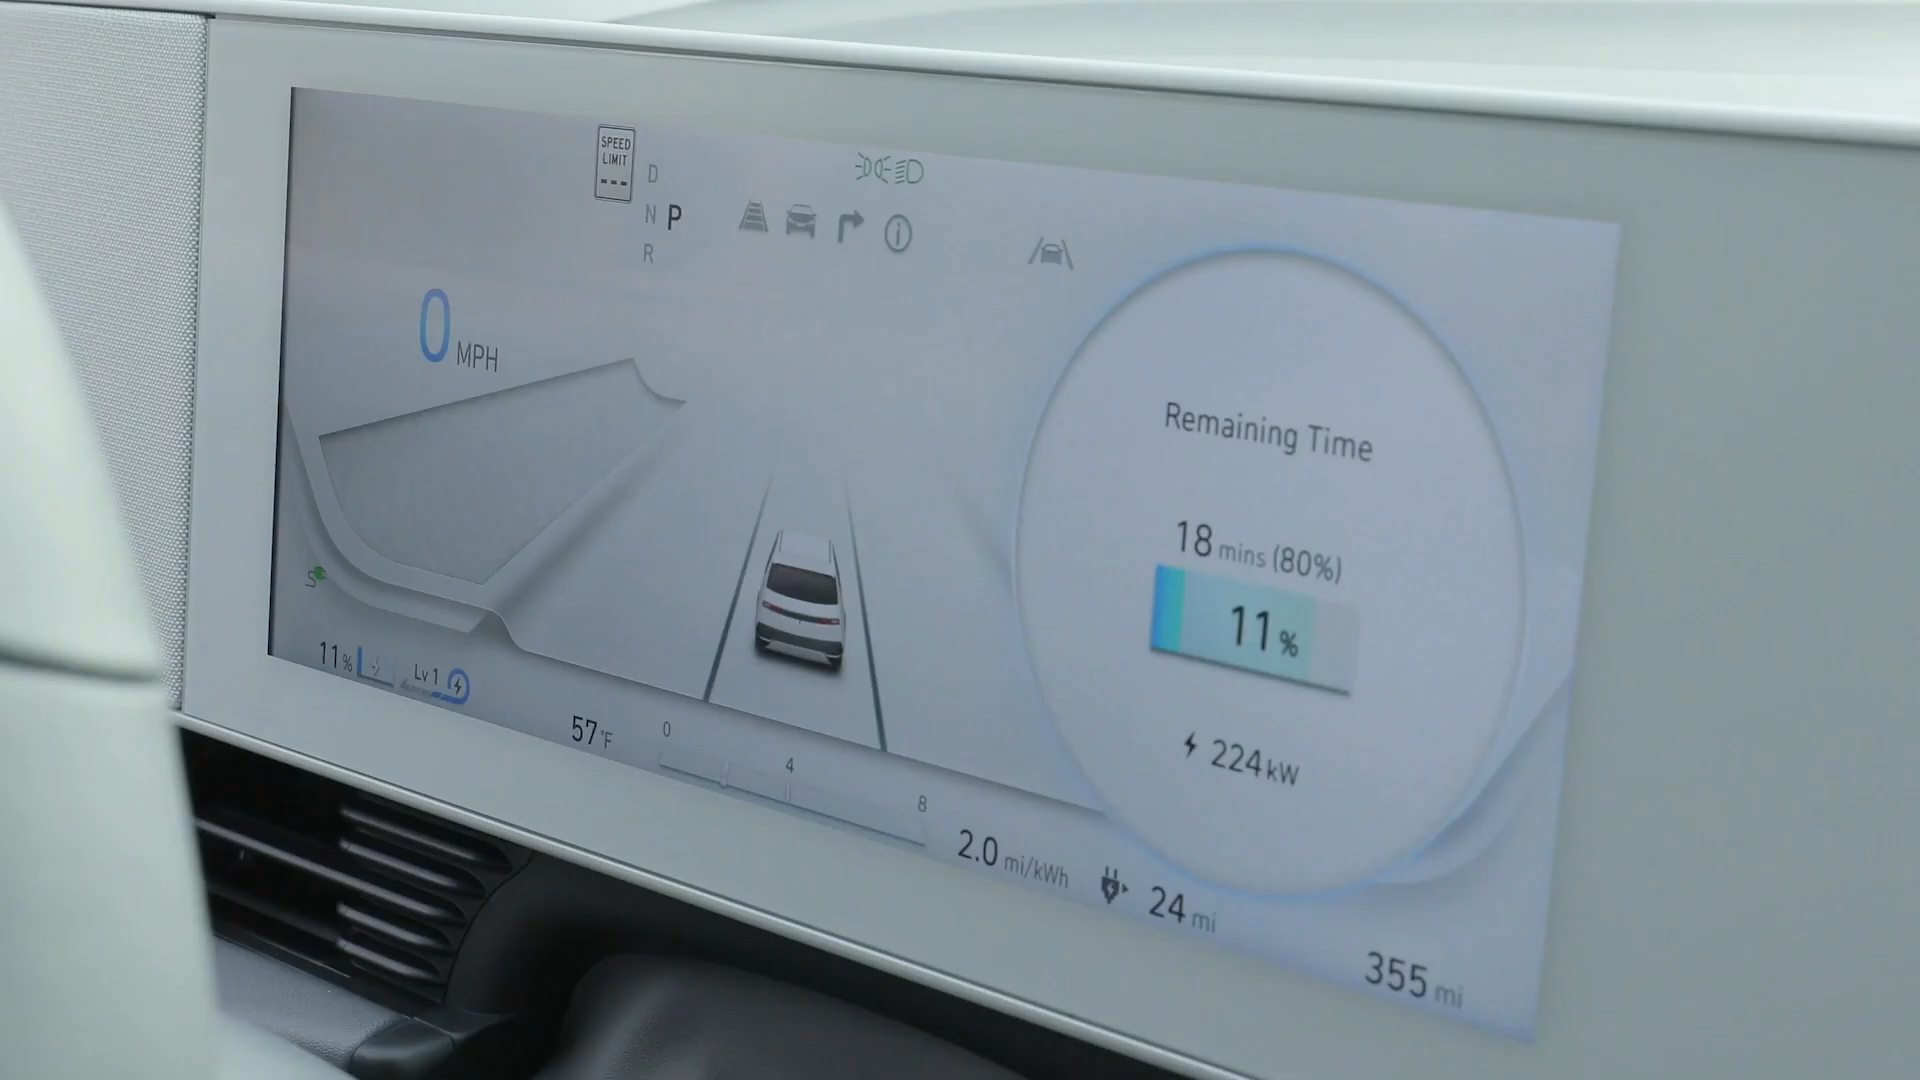 SPEED
LIMIT
---
D
N P
R
0 MPH
Remaining Time
18 mins (80%)
11%
224 kW
11%
Lv 1
57°F
0
4
8
2.0 mi/kWh
24 mi
355 mi